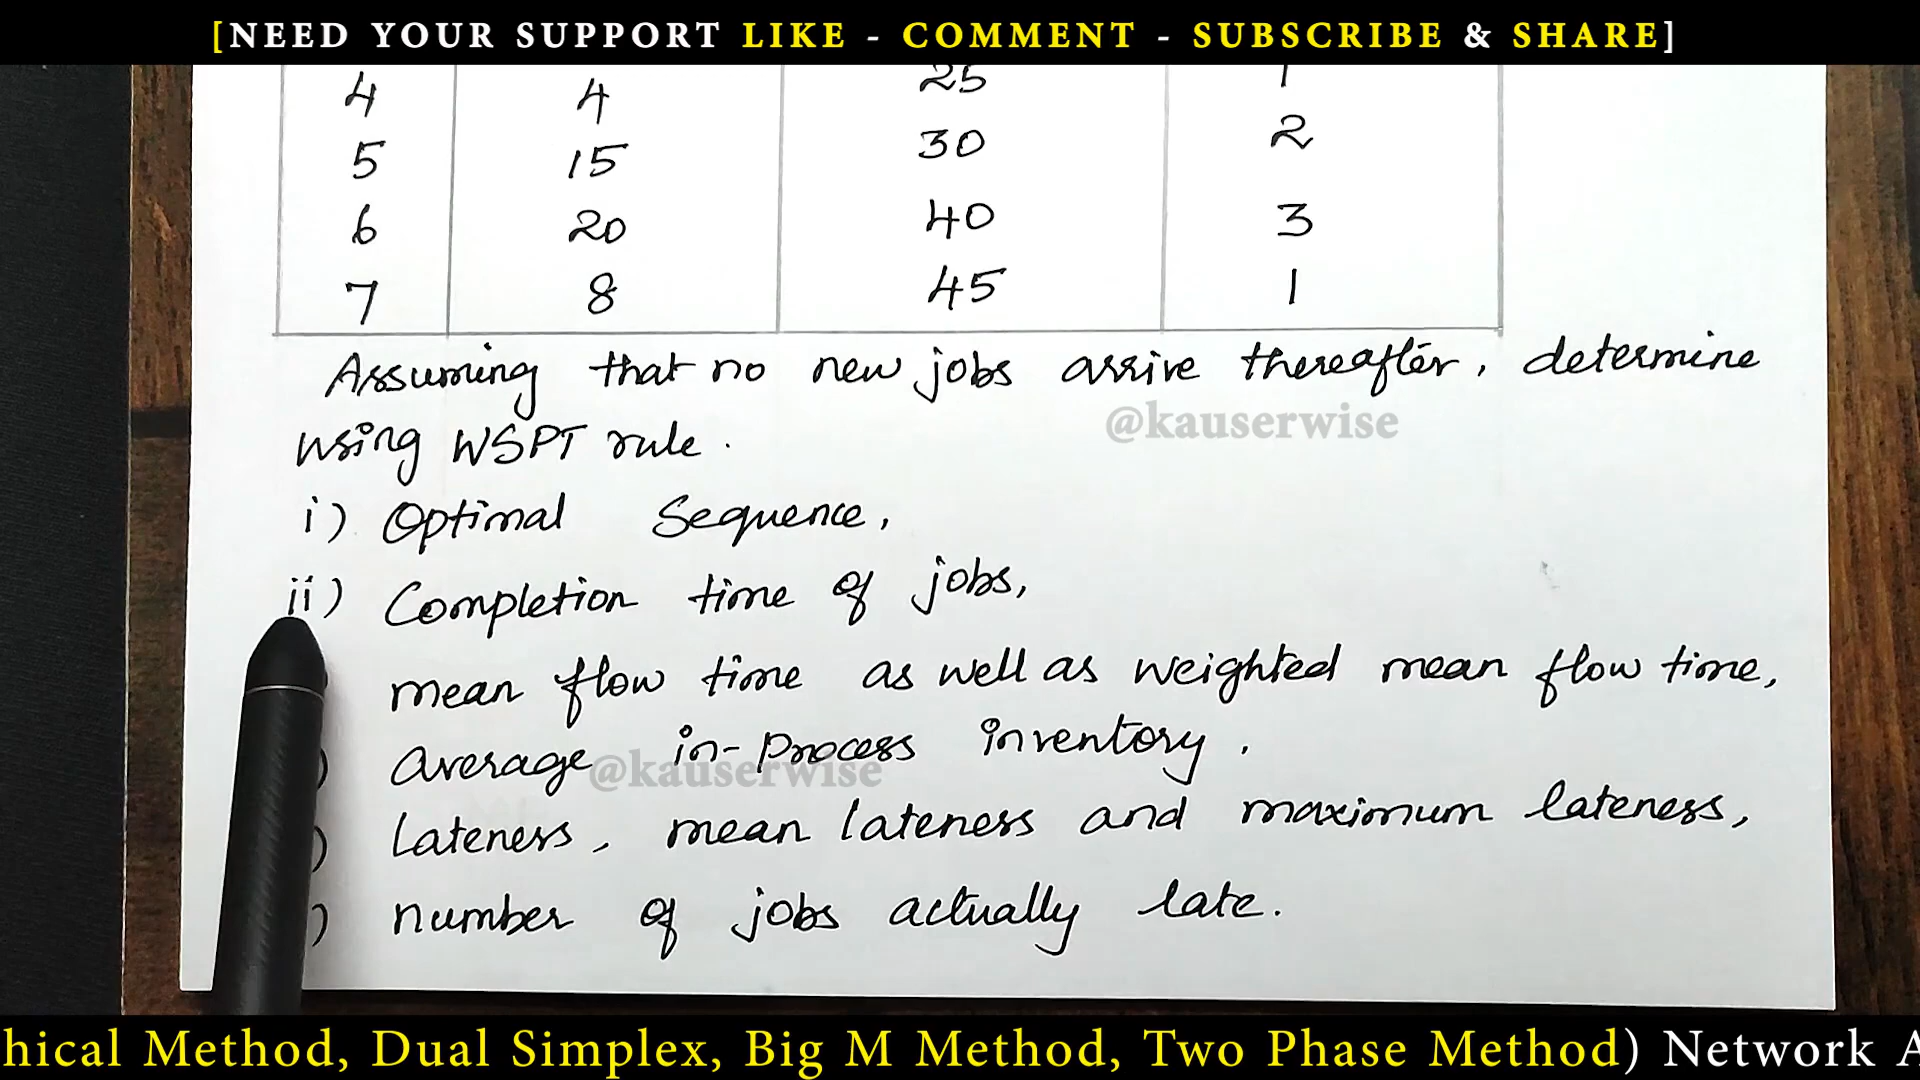 [NEED YOUR SUPPORT LIKE - COMMENT - SUBSCRIBE & SHARE]
4 4 25 1
5 15 30 2
6 20 40 3
7 8 45 1
Assuming that no new jobs arrive thereafter, determine
@kauserwise
using WSPT rule.
i) Optimal Sequence,
ii) Completion time of jobs,
mean flow time as well as weighted mean flow time,
) average in-process inventory.
@kauserwise
) lateness, mean lateness and maximum lateness,
) number of jobs actually late.
hical Method, Dual Simplex, Big M Method, Two Phase Method) Network A